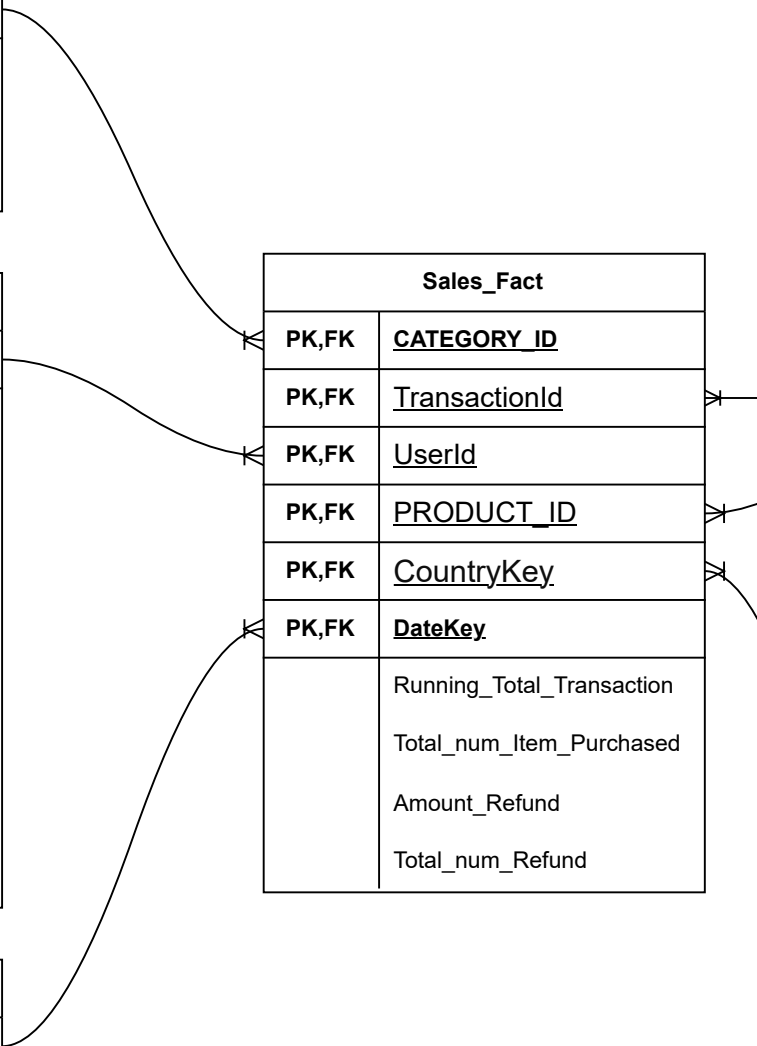 Sales_Fact
PK,FK CATEGORY_ID
PK,FK TransactionId
PK,FK UserId
PK,FK PRODUCT_ID
PK,FK CountryKey
PK,FK DateKey
Running_Total_Transaction
Total_num_Item_Purchased
Amount_Refund
Total_num_Refund